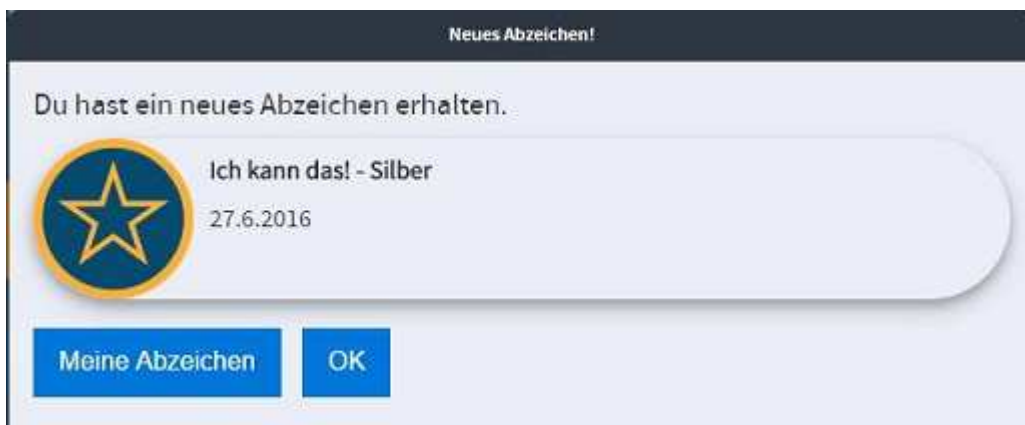 Neues Abzeichen!
Du hast ein neues Abzeichen erhalten.
Ich kann das! - Silber
27.6.2016
Meine Abzeichen
OK